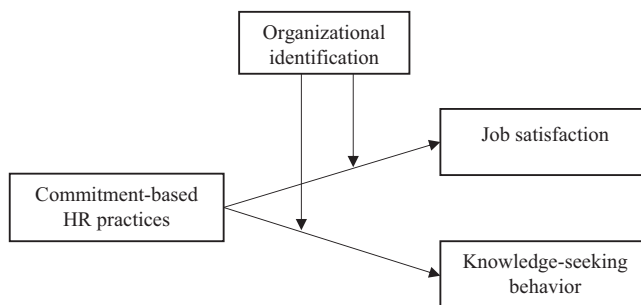 Organizational
identification
Job satisfaction
Commitment-based
HR practices
Knowledge-seeking
behavior